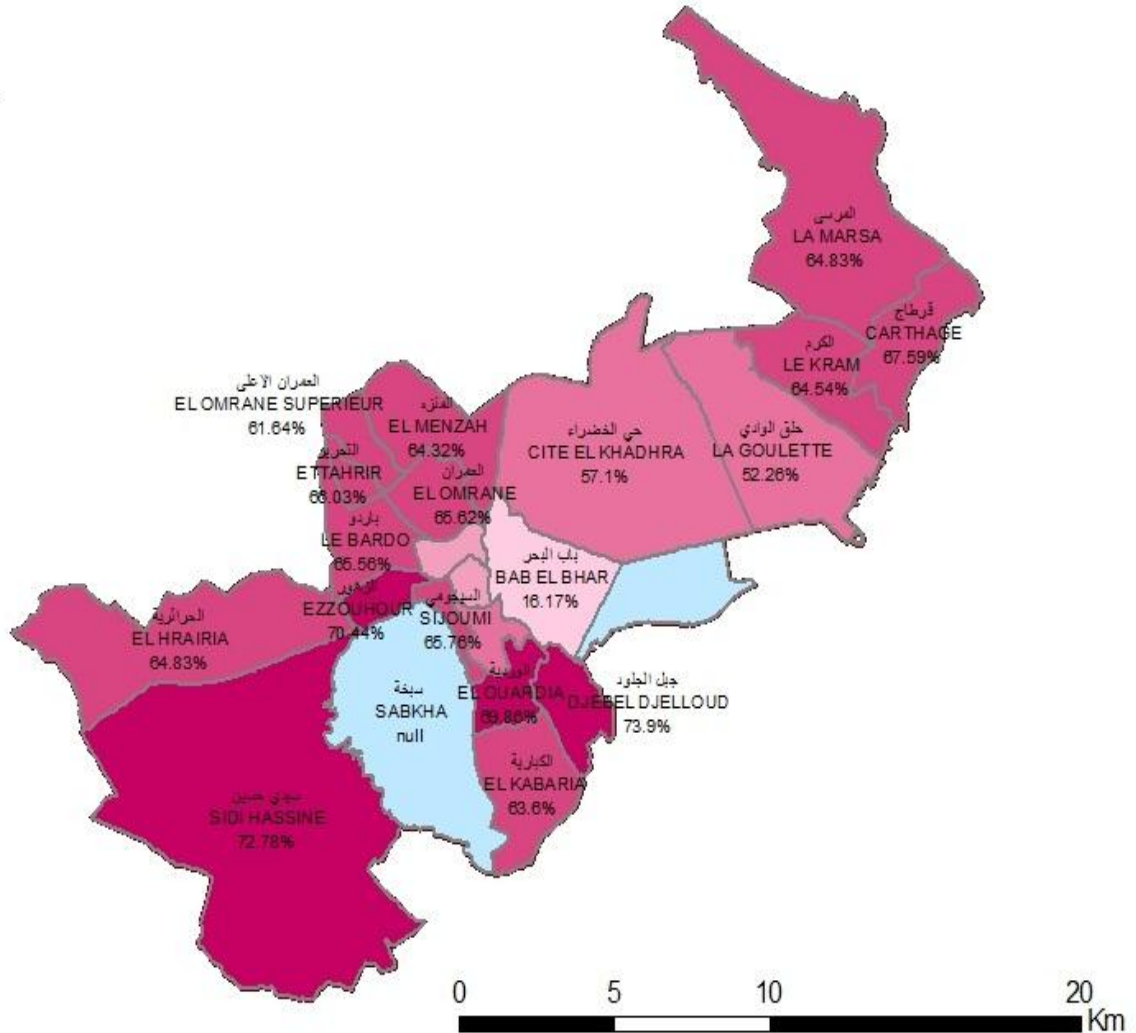 المرسى
LA MARSA
64.83%
قرطاج
CARTHAGE
67.59%
الكرم
LE KRAM
64.54%
العمران الاعلى
EL OMRANE SUPERIEUR
61.64%
المنزه
EL MENZAH
64.32%
حي الخضراء
CITE EL KHADHRA
57.1%
حلق الوادي
LA GOULETTE
52.26%
التحرير
ETTAHRIR
66.03%
العمران
EL OMRANE
65.62%
باردو
LE BARDO
65.56%
باب البحر
BAB EL BHAR
16.17%
الزهور
EZZOUHOUR
70.44%
السيجومي
SIJOUMI
65.76%
الحرائرية
EL HRAIRIA
64.83%
سبخة
SABKHA
null
الوردية
EL OUARDIA
69.86%
جبل الجلود
DJEBEL DJELLOUD
73.9%
الكبارية
EL KABARIA
63.6%
سيدي حسين
SIDI HASSINE
72.78%
0 5 10 20
Km